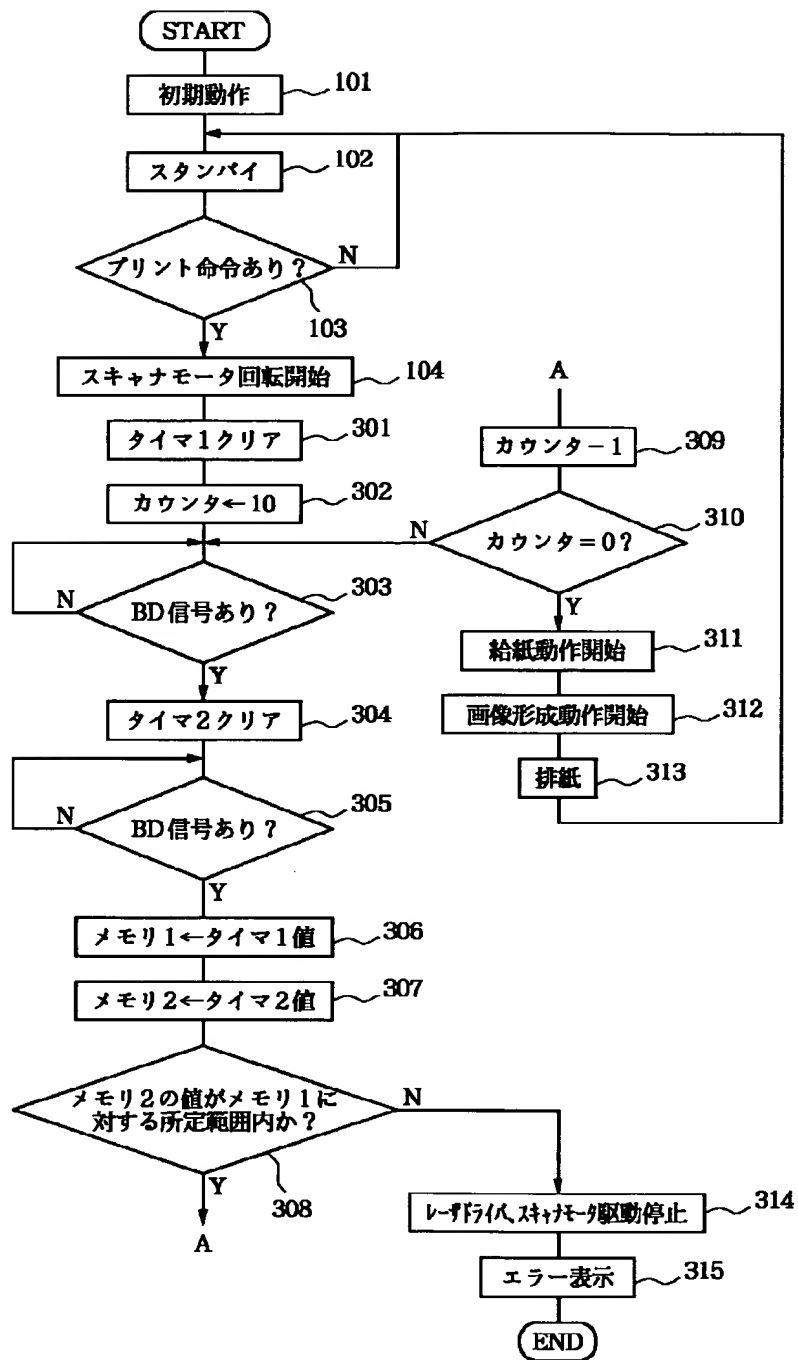 START
初期動作
101
スタンバイ
102
プリント命令あり？
N
103
Y
スキャナモータ回転開始
104
タイマ1クリア
301
カウンタ←10
302
BD信号あり？
303
N
Y
タイマ2クリア
304
BD信号あり？
305
N
Y
メモリ1←タイマ1値
306
メモリ2←タイマ2値
307
メモリ2の値がメモリ1に
対する所定範囲内か？
N
308
Y
A
A
カウンタ－1
309
カウンタ＝0？
310
N
Y
給紙動作開始
311
画像形成動作開始
312
排紙
313
レーザドライバ、スキャナモータ駆動停止
314
エラー表示
315
END